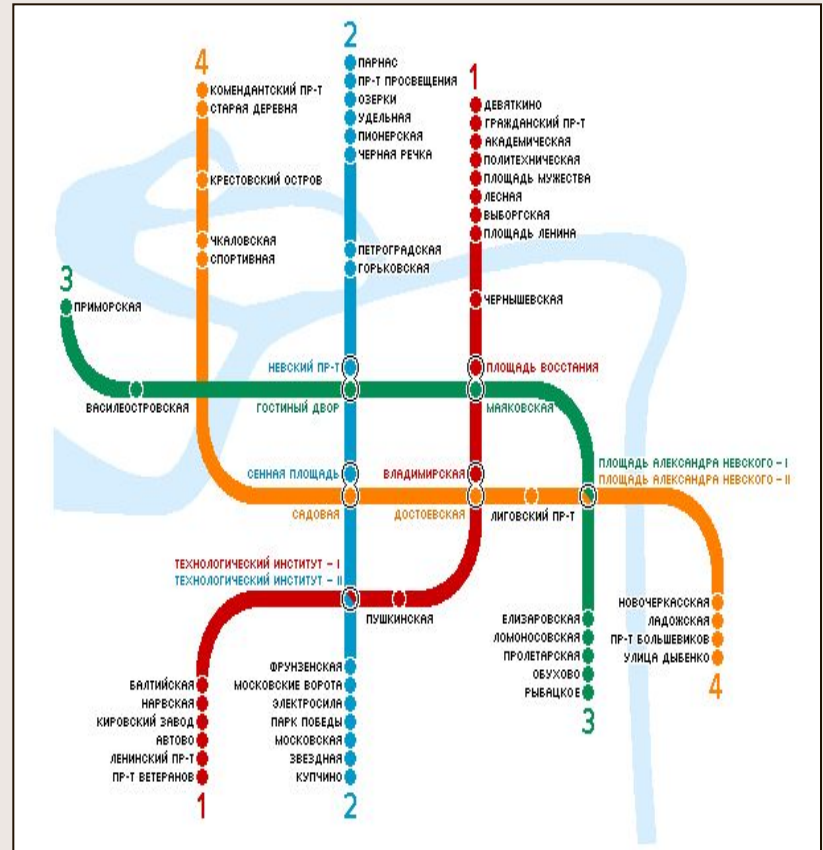 2
4
1
3
ПАРНАС
ПР-Т ПРОСВЕЩЕНИЯ
ОЗЕРКИ
УДЕЛЬНАЯ
ПИОНЕРСКАЯ
ЧЕРНАЯ РЕЧКА
КОМЕНДАНТСКИЙ ПР-Т
СТАРАЯ ДЕРЕВНЯ
КРЕСТОВСКИЙ ОСТРОВ
ЧКАЛОВСКАЯ
СПОРТИВНАЯ
ДЕВЯТКИНО
ГРАЖДАНСКИЙ ПР-Т
АКАДЕМИЧЕСКАЯ
ПОЛИТЕХНИЧЕСКАЯ
ПЛОЩАДЬ МУЖЕСТВА
ЛЕСНАЯ
ВЫБОРГСКАЯ
ПЛОЩАДЬ ЛЕНИНА
ПЕТРОГРАДСКАЯ
ГОРЬКОВСКАЯ
ЧЕРНЫШЕВСКАЯ
ПРИМОРСКАЯ
ВАСИЛЕОСТРОВСКАЯ
НЕВСКИЙ ПР-Т
ГОСТИНЫЙ ДВОР
ПЛОЩАДЬ ВОССТАНИЯ
МАЯКОВСКАЯ
СЕННАЯ ПЛОЩАДЬ
САДОВАЯ
ВЛАДИМИРСКАЯ
ДОСТОЕВСКАЯ
ЛИГОВСКИЙ ПР-Т
ПЛОЩАДЬ АЛЕКСАНДРА НЕВСКОГО – I
ПЛОЩАДЬ АЛЕКСАНДРА НЕВСКОГО – II
ТЕХНОЛОГИЧЕСКИЙ ИНСТИТУТ – I
ТЕХНОЛОГИЧЕСКИЙ ИНСТИТУТ – II
ПУШКИНСКАЯ
БАЛТИЙСКАЯ
НАРВСКАЯ
КИРОВСКИЙ ЗАВОД
АВТОВО
ЛЕНИНСКИЙ ПР-Т
ПР-Т ВЕТЕРАНОВ
1
ФРУНЗЕНСКАЯ
МОСКОВСКИЕ ВОРОТА
ЭЛЕКТРОСИЛА
ПАРК ПОБЕДЫ
МОСКОВСКАЯ
ЗВЕЗДНАЯ
КУПЧИНО
2
ЕЛИЗАРОВСКАЯ
ЛОМОНОСОВСКАЯ
ПРОЛЕТАРСКАЯ
ОБУХОВО
РЫБАЦКОЕ
3
НОВОЧЕРКАССКАЯ
ЛАДОЖСКАЯ
ПР-Т БОЛЬШЕВИКОВ
УЛИЦА ДЫБЕНКО
4